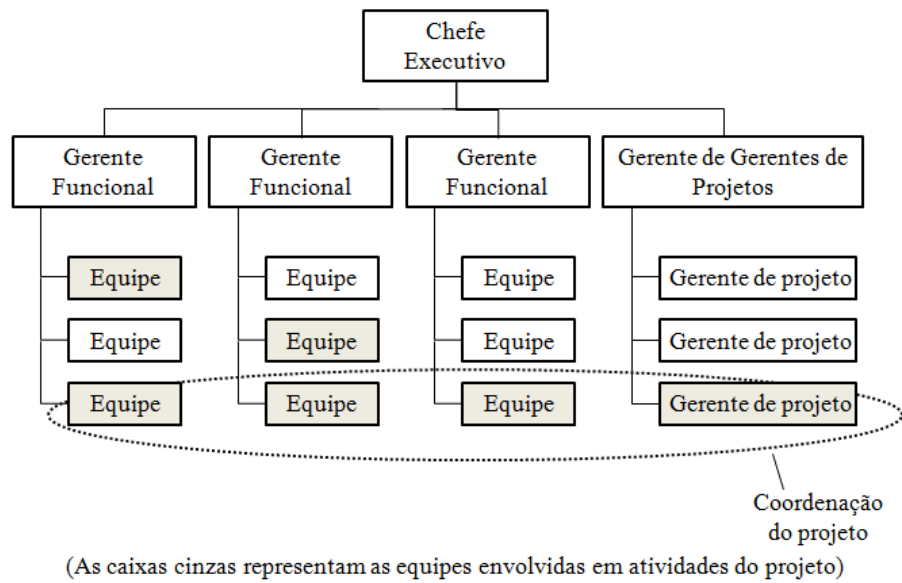 Chefe
Executivo
Gerente
Funcional
Gerente
Funcional
Gerente
Funcional
Gerente de Gerentes de
Projetos
Equipe
Equipe
Equipe
Gerente de projeto
Equipe
Equipe
Equipe
Gerente de projeto
Equipe
Equipe
Equipe
Gerente de projeto
Coordenação
do projeto
(As caixas cinzas representam as equipes envolvidas em atividades do projeto)